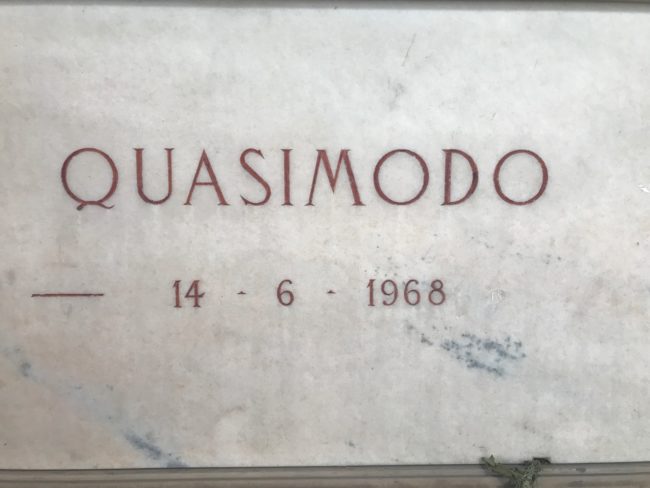 QUASIMODO
— 14 - 6 - 1968